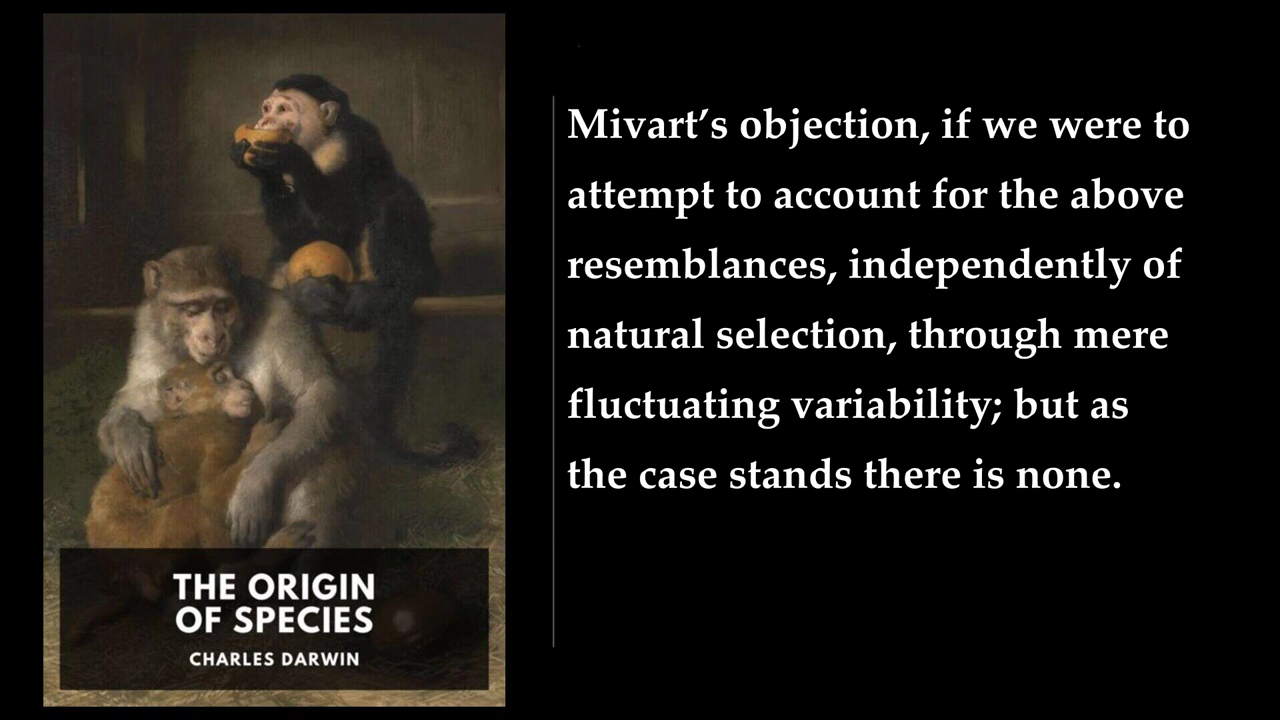 Mivart’s objection, if we were to
attempt to account for the above
resemblances, independently of
natural selection, through mere
fluctuating variability; but as
the case stands there is none.
THE ORIGIN
OF SPECIES
CHARLES DARWIN